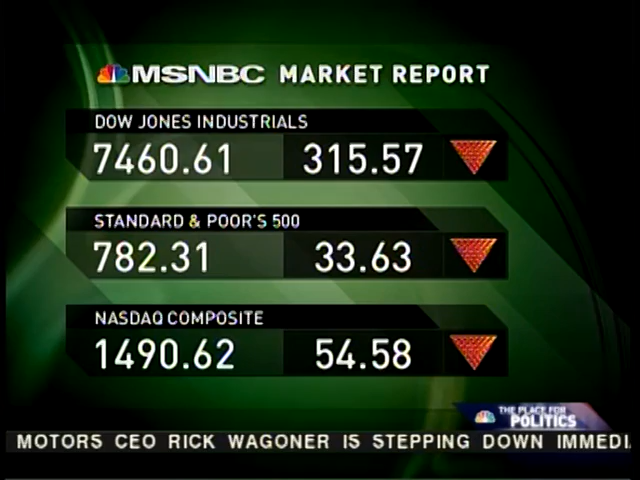 MSNBC MARKET REPORT
DOW JONES INDUSTRIALS
7460.61 315.57
STANDARD & POOR'S 500
782.31 33.63
NASDAQ COMPOSITE
1490.62 54.58
THE PLACE FOR
POLITICS
MOTORS CEO RICK WAGONER IS STEPPING DOWN IMMEDI